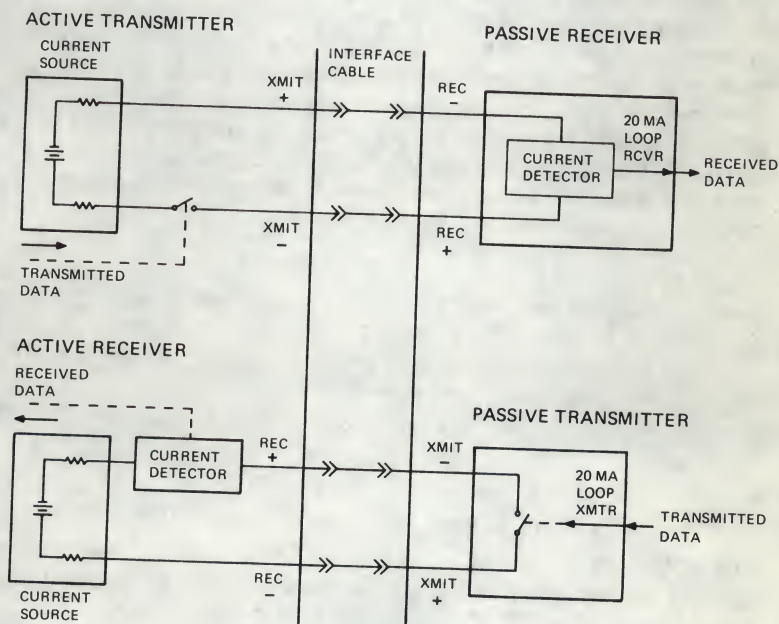 ACTIVE TRANSMITTER
CURRENT
SOURCE
XMIT
+
INTERFACE
CABLE
PASSIVE RECEIVER
REC
–
20 MA
LOOP
RCVR
CURRENT
DETECTOR
RECEIVED
DATA
XMIT
–
REC
+
TRANSMITTED
DATA
ACTIVE RECEIVER
RECEIVED
DATA
CURRENT
DETECTOR
REC
+
PASSIVE TRANSMITTER
XMIT
–
20 MA
LOOP
XMTR
TRANSMITTED
DATA
REC
–
XMIT
+
CURRENT
SOURCE